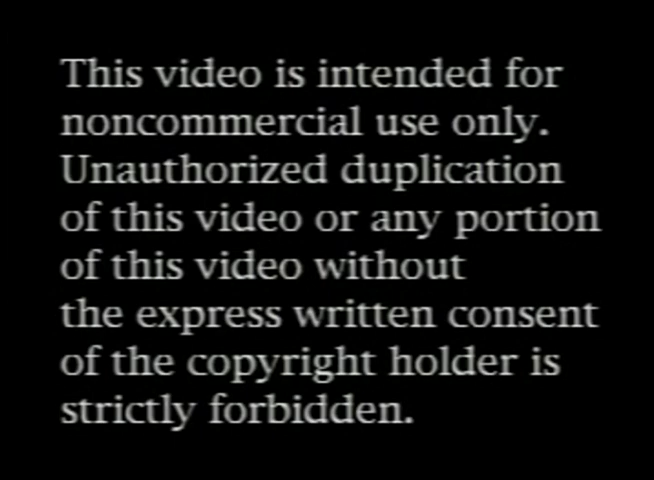 This video is intended for
noncommercial use only.
Unauthorized duplication
of this video or any portion
of this video without
the express written consent
of the copyright holder is
strictly forbidden.